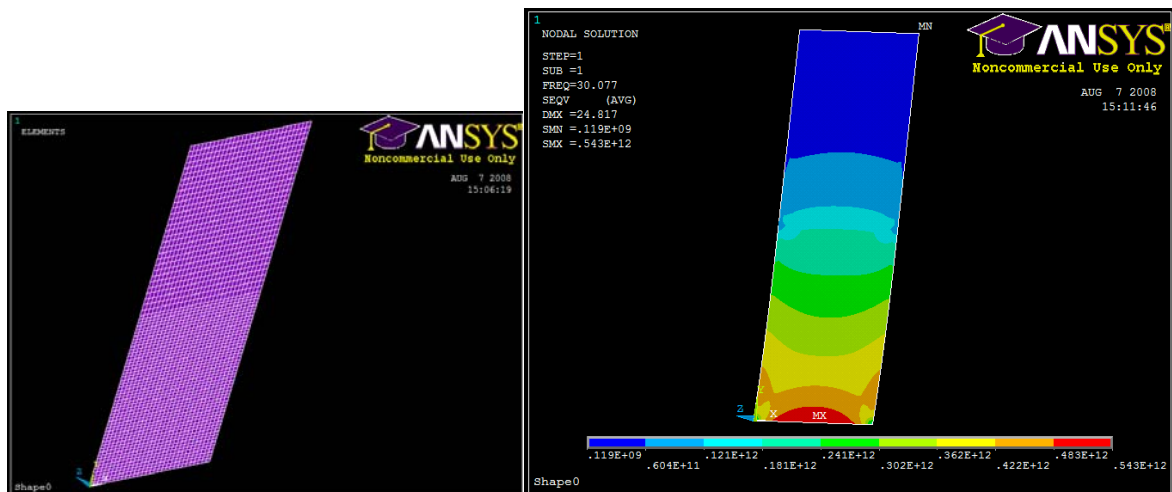 1
ELEMENTS
ANSYS
Noncommercial Use Only
AUG 7 2008
15:06:19
Z
Shape0
1
NODAL SOLUTION
STEP=1
SUB =1
FREQ=30.077
SEQV (AVG)
DMX =24.817
SMN =.119E+09
SMX =.543E+12
MN
ANSYS
Noncommercial Use Only
AUG 7 2008
15:11:46
Y
Z
X
MX
.119E+09 .121E+12 .241E+12 .362E+12 .483E+12
.604E+11 .181E+12 .302E+12 .422E+12 .543E+12
Shape0